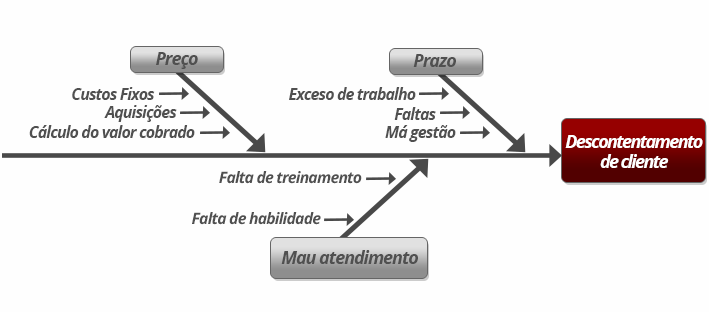 Preço
Custos Fixos
Aquisições
Cálculo do valor cobrado
Prazo
Exceso de trabalho
Faltas
Má gestão
Descontentamento
de cliente
Falta de treinamento
Falta de habilidade
Mau atendimento